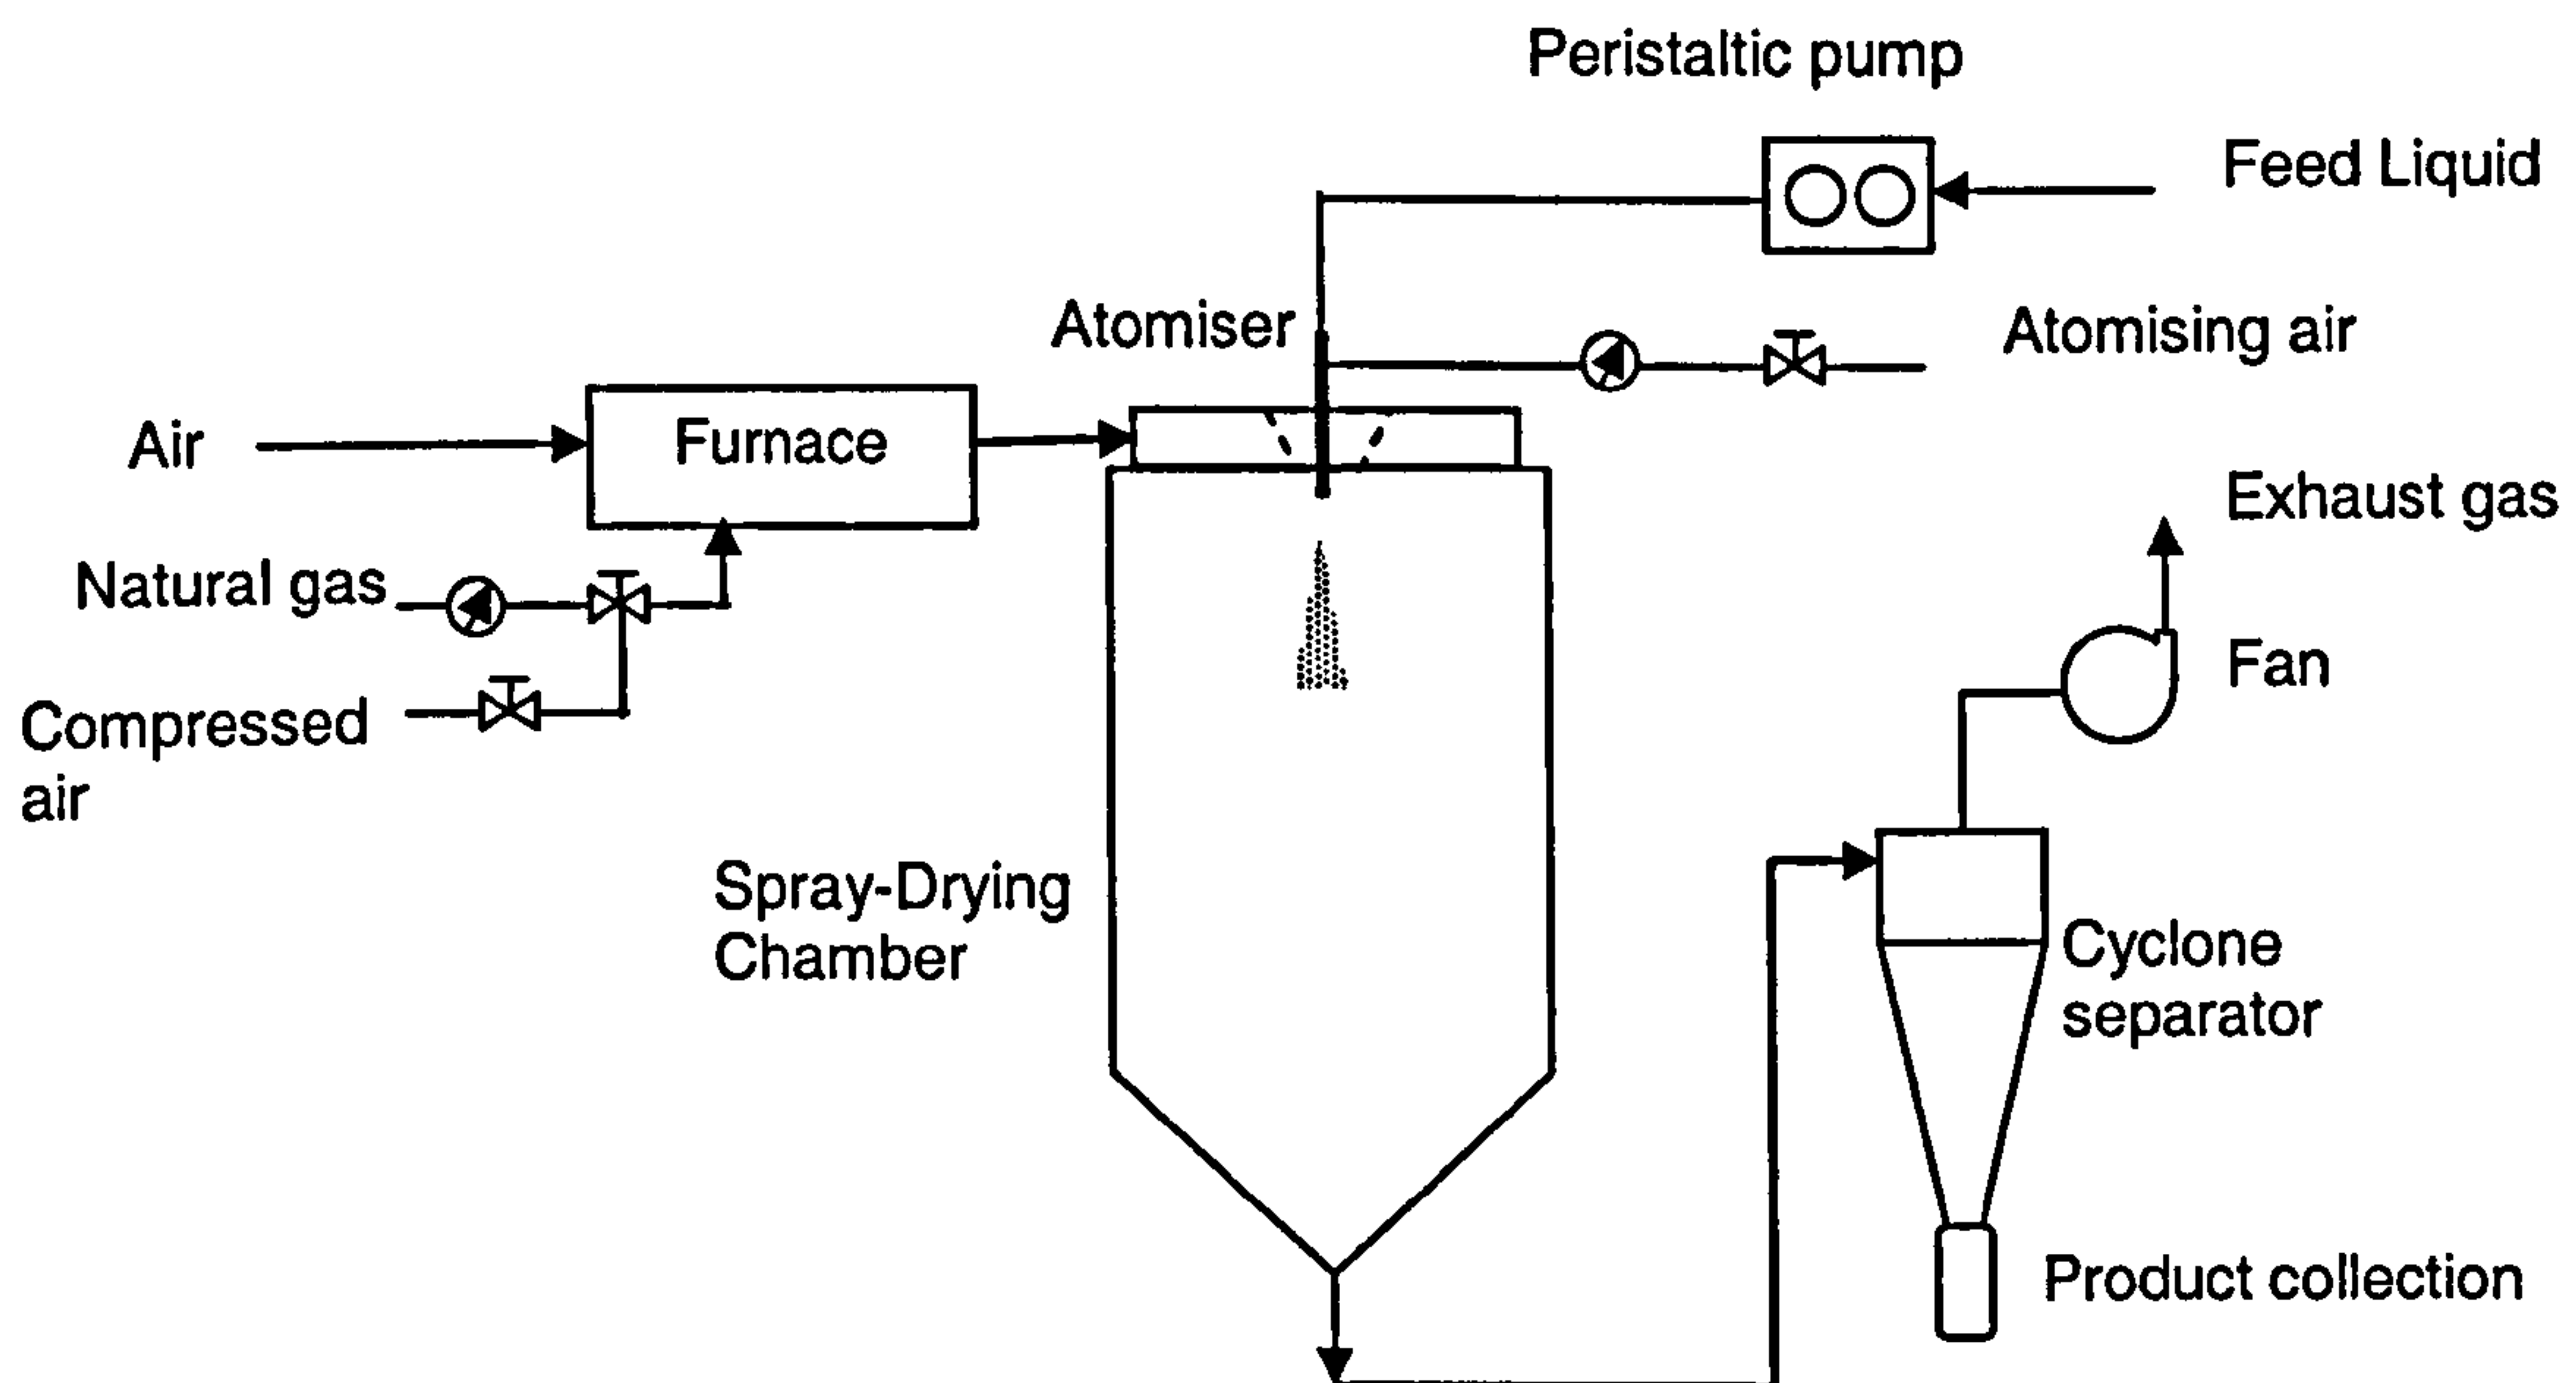 Peristaltic pump
Feed Liquid
Atomiser
Atomising air
Air
Furnace
Natural gas
Compressed
air
Exhaust gas
Fan
Spray-Drying
Chamber
Cyclone
separator
Product collection